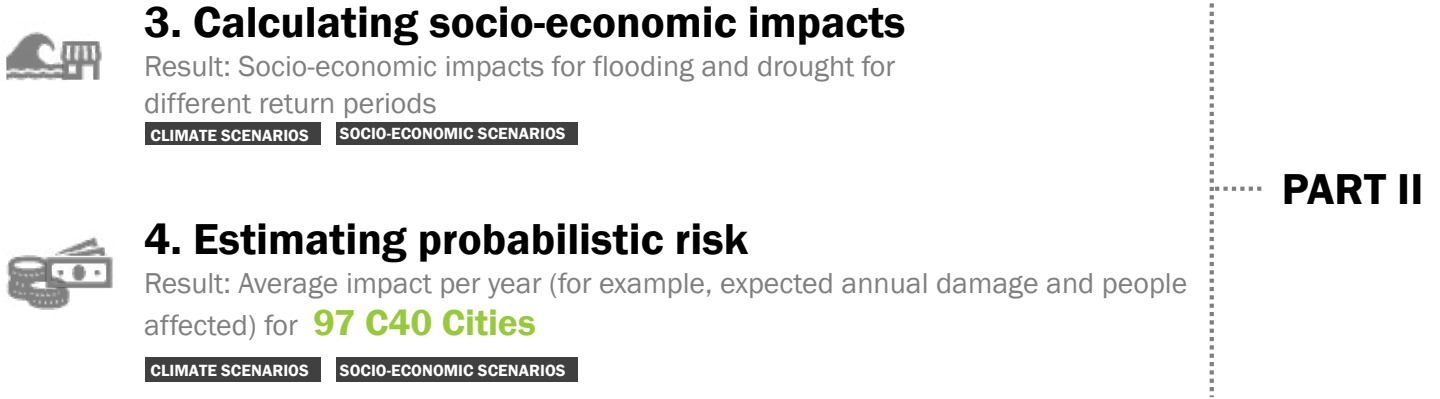 3. Calculating socio-economic impacts
Result: Socio-economic impacts for flooding and drought for
different return periods
CLIMATE SCENARIOS SOCIO-ECONOMIC SCENARIOS
PART II
4. Estimating probabilistic risk
Result: Average impact per year (for example, expected annual damage and people
affected) for 97 C40 Cities
CLIMATE SCENARIOS SOCIO-ECONOMIC SCENARIOS